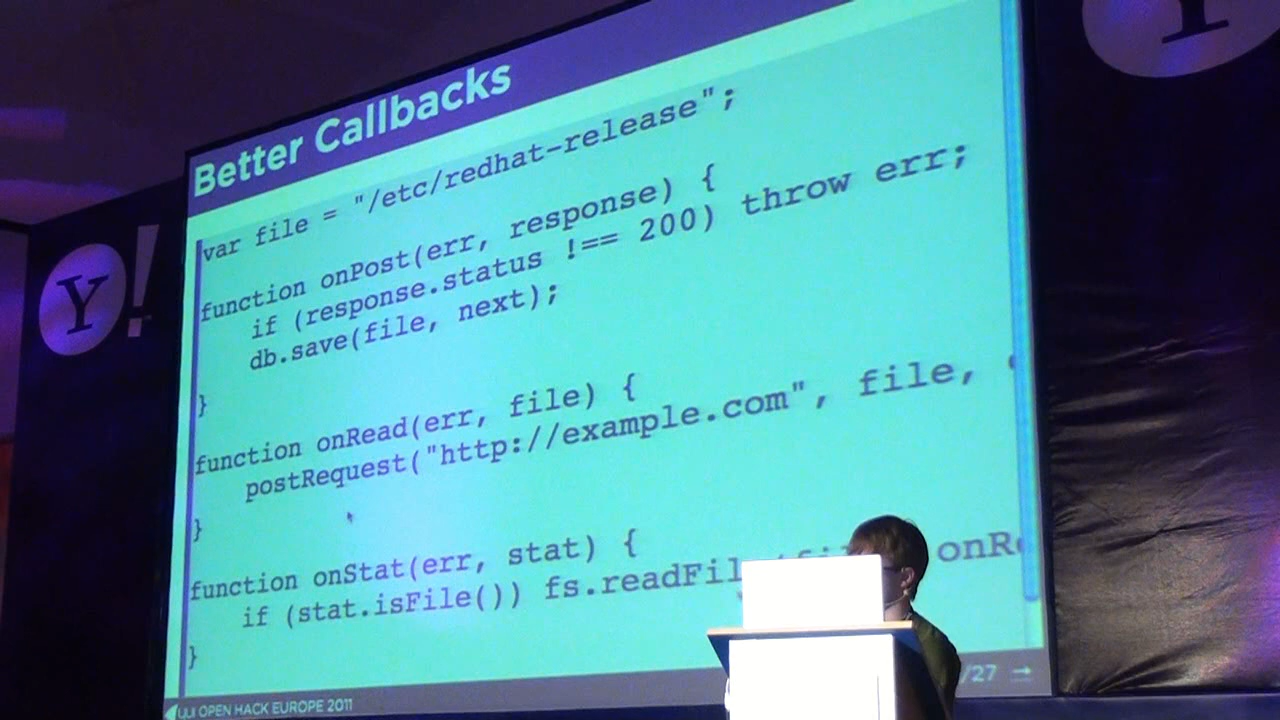 Better Callbacks
var file = "/etc/redhat-release";
function onPost(err, response) {
if (response.status !== 200) throw err;
db.save(file, next);
}
function onRead(err, file) {
postRequest("http://example.com", file,
}
function onStat(err, stat) {
if (stat.isFile()) fs.readFil onR
}
OPEN HACK EUROPE 2011
/27 →
Y!
Y